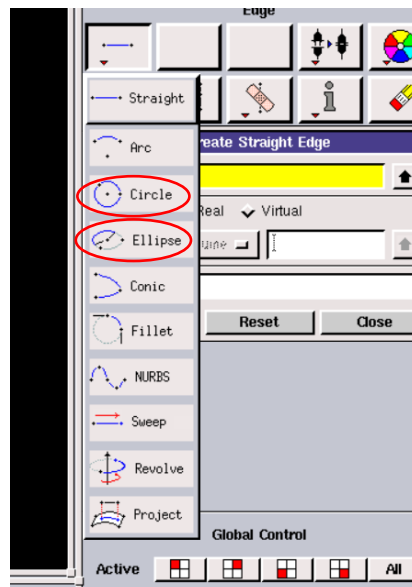 Edge
Straight
Arc
Create Straight Edge
Circle
Real Virtual
Ellipse
Conic
Fillet
Reset Close
NURBS
Sweep
Revolve
Project
Global Control
Active All